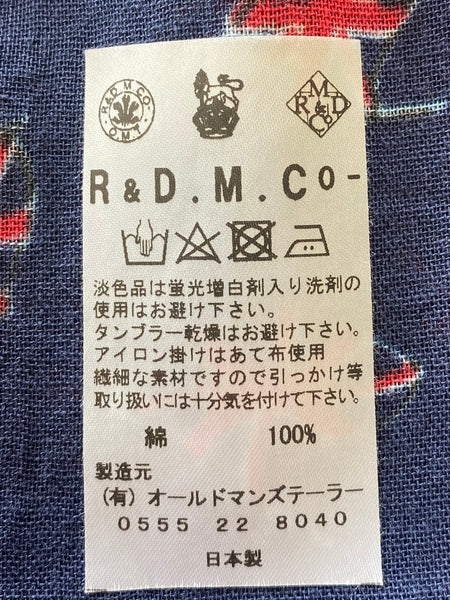 R&D.M.CO.
O.M.T
M
R & D
Co
R & D . M . Co-
淡色品は蛍光増白剤入り洗剤の
使用はお避け下さい。
タンブラー乾燥はお避け下さい。
アイロン掛けはあて布使用
繊細な素材ですので引っかけ等
取り扱いには十分気を付けて下さい。
綿 100%
製造元
(有) オールドマンズテーラー
0555 22 8040
日本製